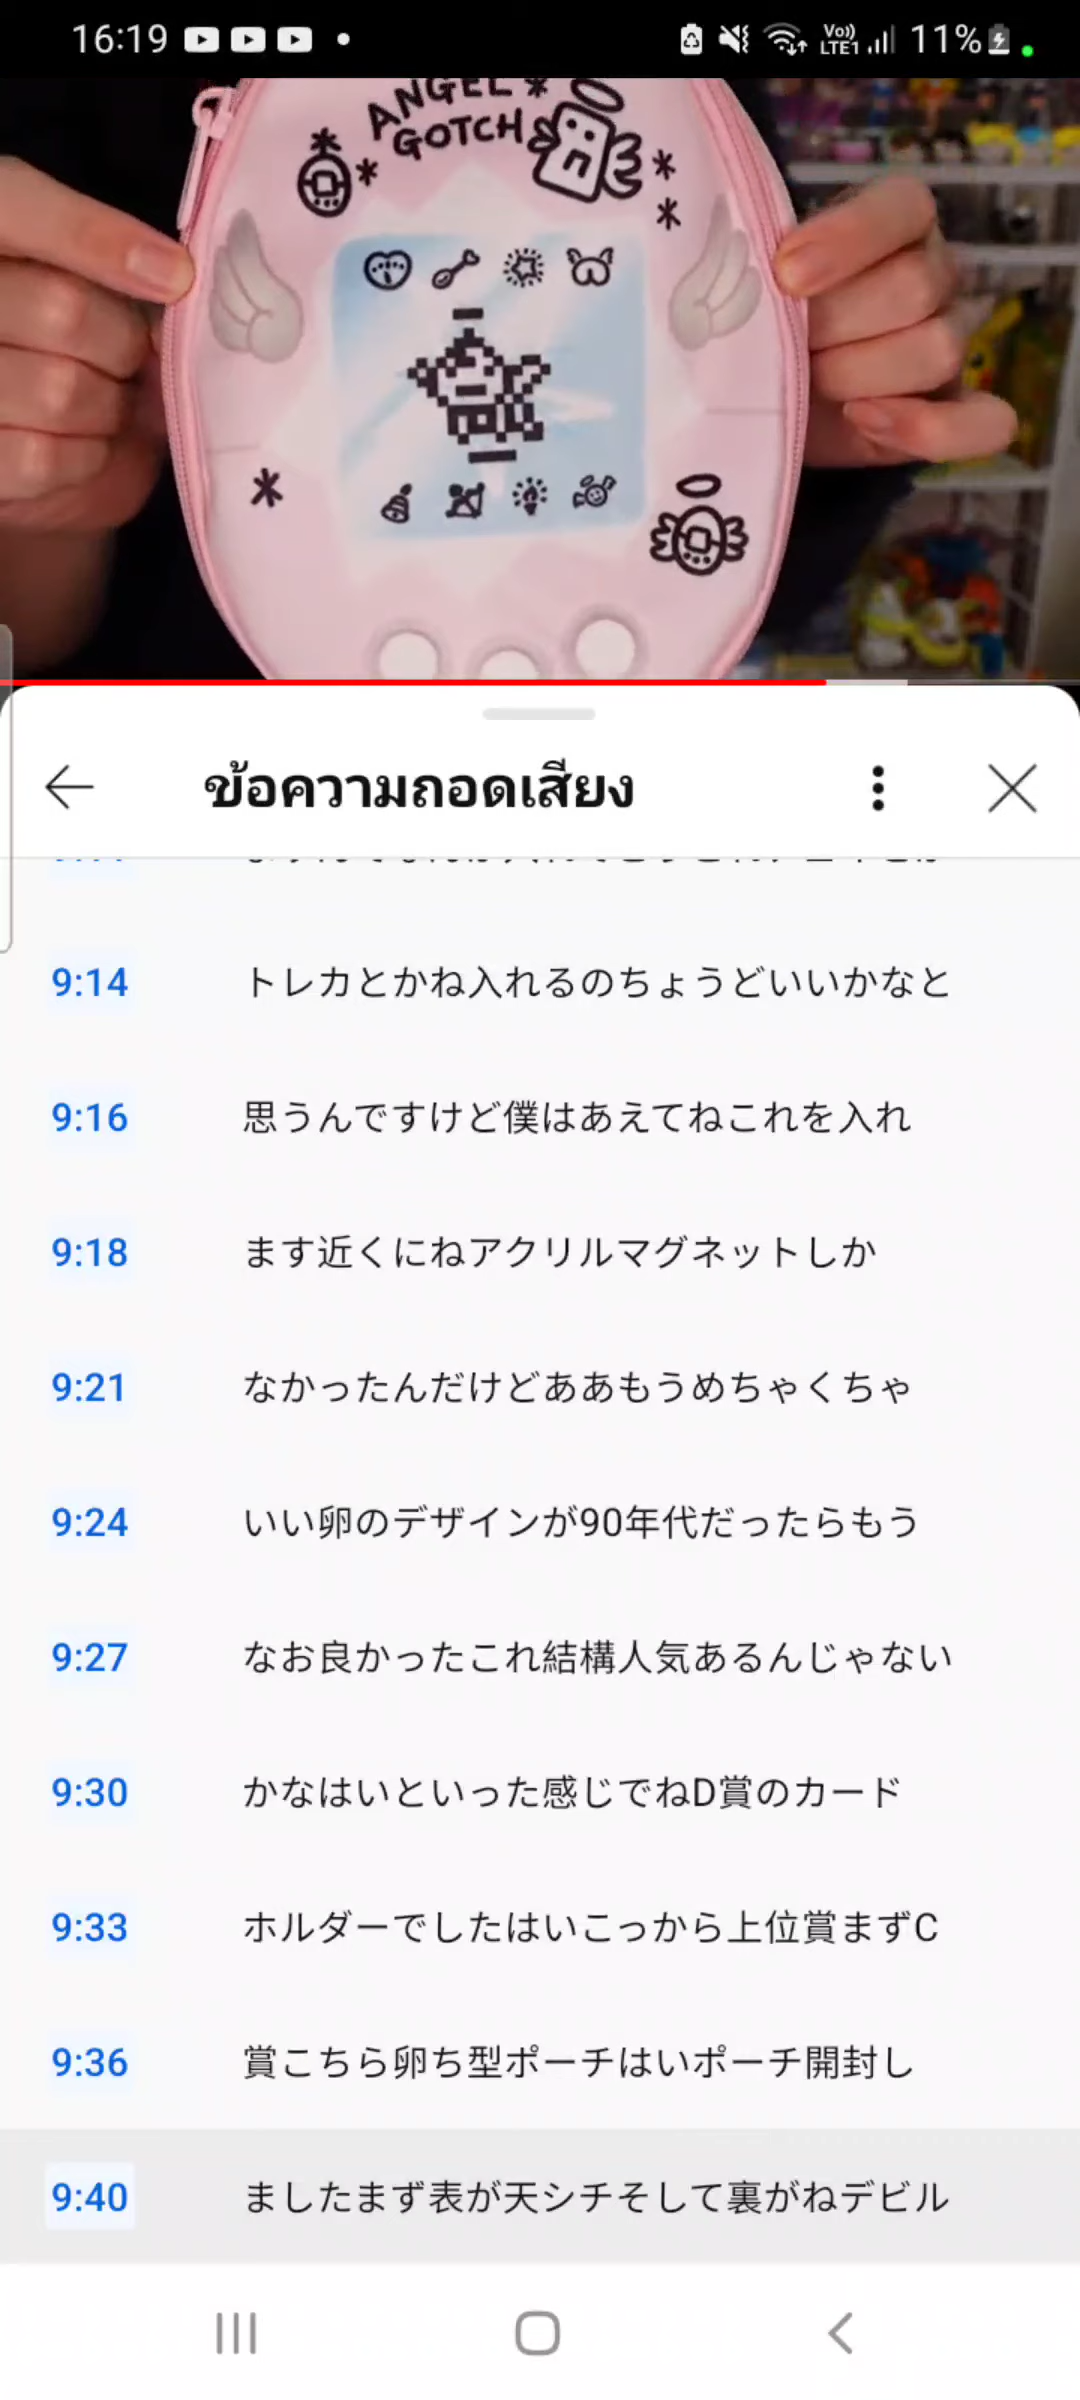 16:19
Vo))
LTE1
11%
ANGEL
GOTCH
ข้อความถอดเสียง
9:14 トレカとかね入れるのちょうどいいかなと
9:16 思うんですけど僕はあえてねこれを入れ
9:18 ます近くにねアクリルマグネットしか
9:21 なかったんだけどああもうめちゃくちゃ
9:24 いい卵のデザインが90年代だったらもう
9:27 なお良かったこれ結構人気あるんじゃない
9:30 かなはいといった感じでねD賞のカード
9:33 ホルダーでしたはいこっから上位賞まずC
9:36 賞こちら卵ち型ポーチはいポーチ開封し
9:40 ましたまず表が天シチそして裏がねデビル